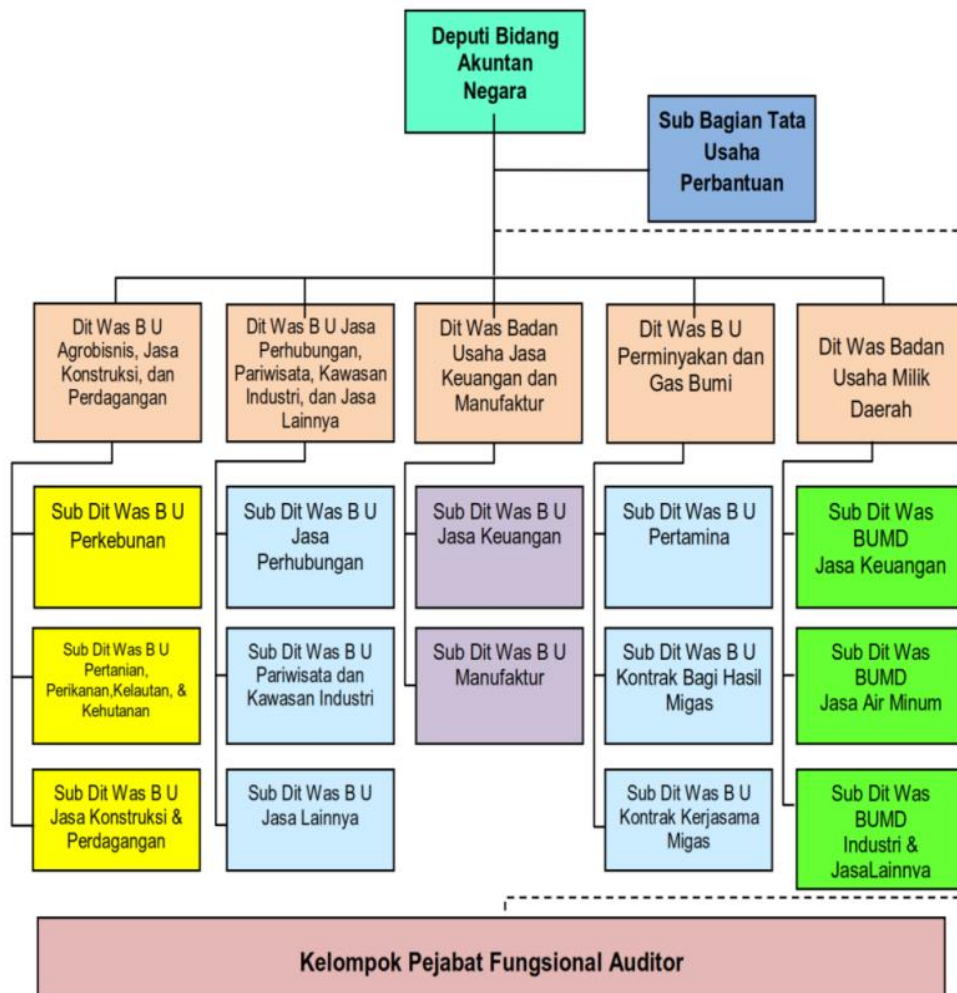 Deputi Bidang
Akuntan
Negara
Sub Bagian Tata
Usaha
Perbantuan
Dit Was B U
Agrobisnis, Jasa
Konstruksi, dan
Perdagangan
Dit Was B U Jasa
Perhubungan,
Pariwisata, Kawasan
Industri, dan Jasa
Lainnya
Dit Was Badan
Usaha Jasa
Keuangan dan
Manufaktur
Dit Was B U
Perminyakan dan
Gas Bumi
Dit Was Badan
Usaha Milik
Daerah
Sub Dit Was B U
Perkebunan
Sub Dit Was B U
Jasa
Perhubungan
Sub Dit Was B U
Jasa Keuangan
Sub Dit Was B U
Pertamina
Sub Dit Was
BUMD
Jasa Keuangan
Sub Dit Was B U
Pertanian,
Perikanan,Kelautan, &
Kehutanan
Sub Dit Was B U
Pariwisata dan
Kawasan Industri
Sub Dit Was B U
Manufaktur
Sub Dit Was B U
Kontrak Bagi Hasil
Migas
Sub Dit Was
BUMD
Jasa Air Minum
Sub Dit Was B U
Jasa Konstruksi &
Perdagangan
Sub Dit Was B U
Jasa Lainnya
Sub Dit Was B U
Kontrak Kerjasama
Migas
Sub Dit Was
BUMD
Industri &
JasaLainnya
Kelompok Pejabat Fungsional Auditor